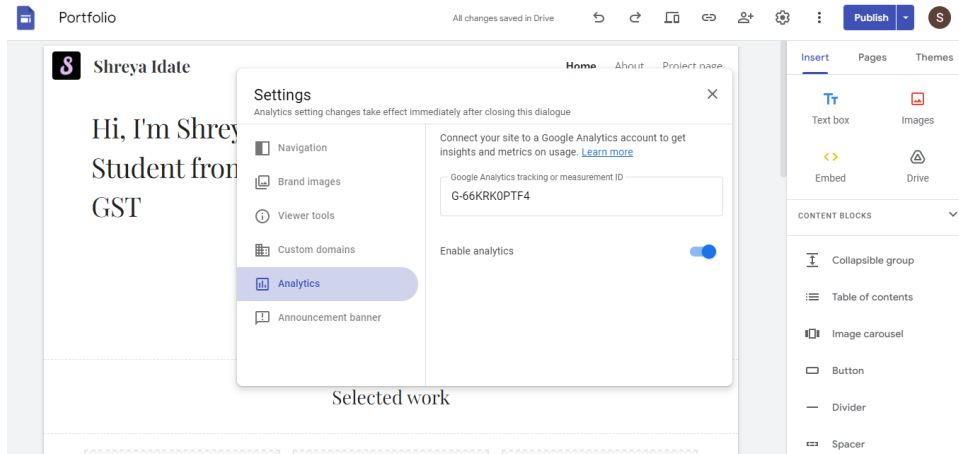 Portfolio
All changes saved in Drive
Publish
S
S
Shreya Idate
Home About Project page
Hi, I'm Shrey
Student from
GST
Selected work
Settings
Analytics setting changes take effect immediately after closing this dialogue
Navigation
Brand images
Viewer tools
Custom domains
Analytics
Announcement banner
Connect your site to a Google Analytics account to get
insights and metrics on usage. Learn more
Google Analytics tracking or measurement ID
G-66KRK0PTF4
Enable analytics
Insert Pages Themes
Text box Images
Embed Drive
CONTENT BLOCKS
Collapsible group
Table of contents
Image carousel
Button
Divider
Spacer